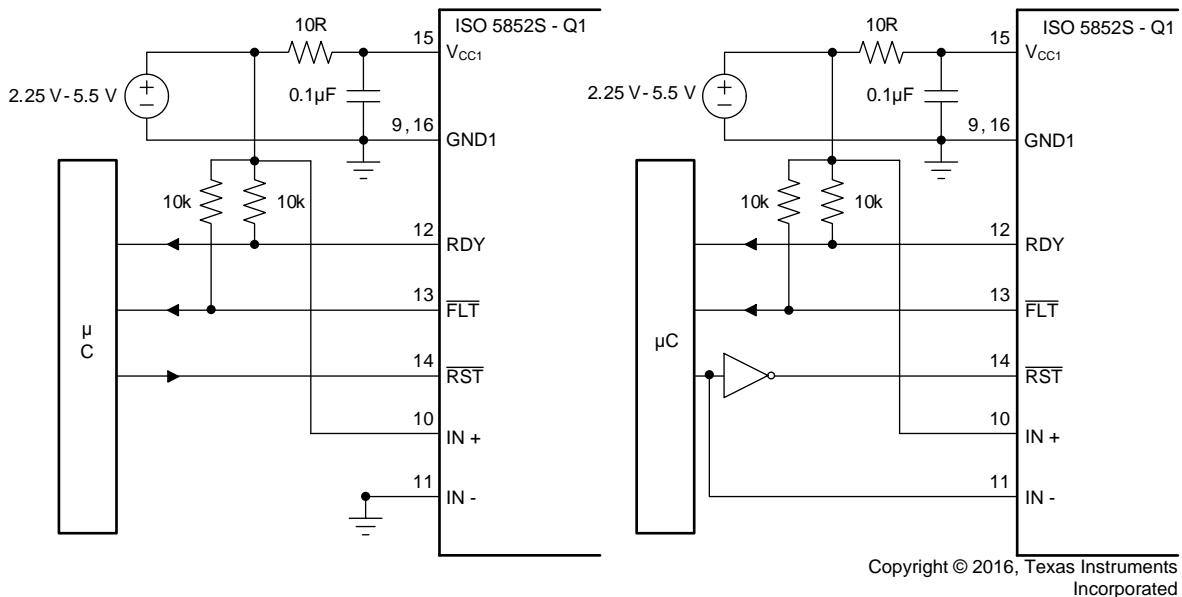 ISO 5852S - Q1
10R
15
VCC1
2.25 V - 5.5 V
0.1µF
9, 16
GND1
10k
10k
12
RDY
13
FLT
µ
C
14
RST
10
IN +
11
IN -
ISO 5852S - Q1
10R
15
VCC1
2.25 V - 5.5 V
0.1µF
9, 16
GND1
10k
10k
12
RDY
13
FLT
µC
14
RST
10
IN +
11
IN -
Copyright © 2016, Texas Instruments
Incorporated